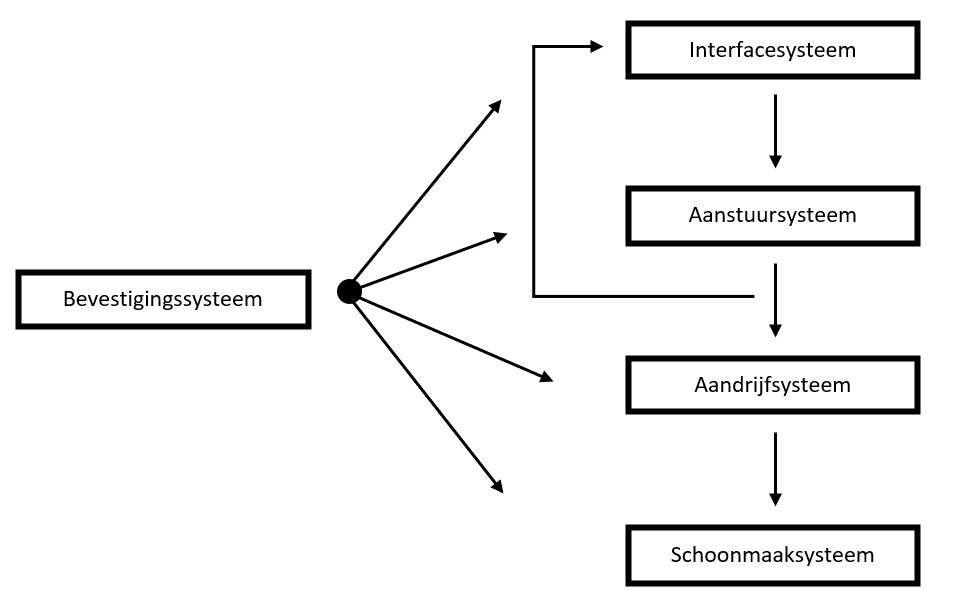 Interfacesysteem
Aanstuursysteem
Bevestigingssysteem
Aandrijfsysteem
Schoonmaaksysteem